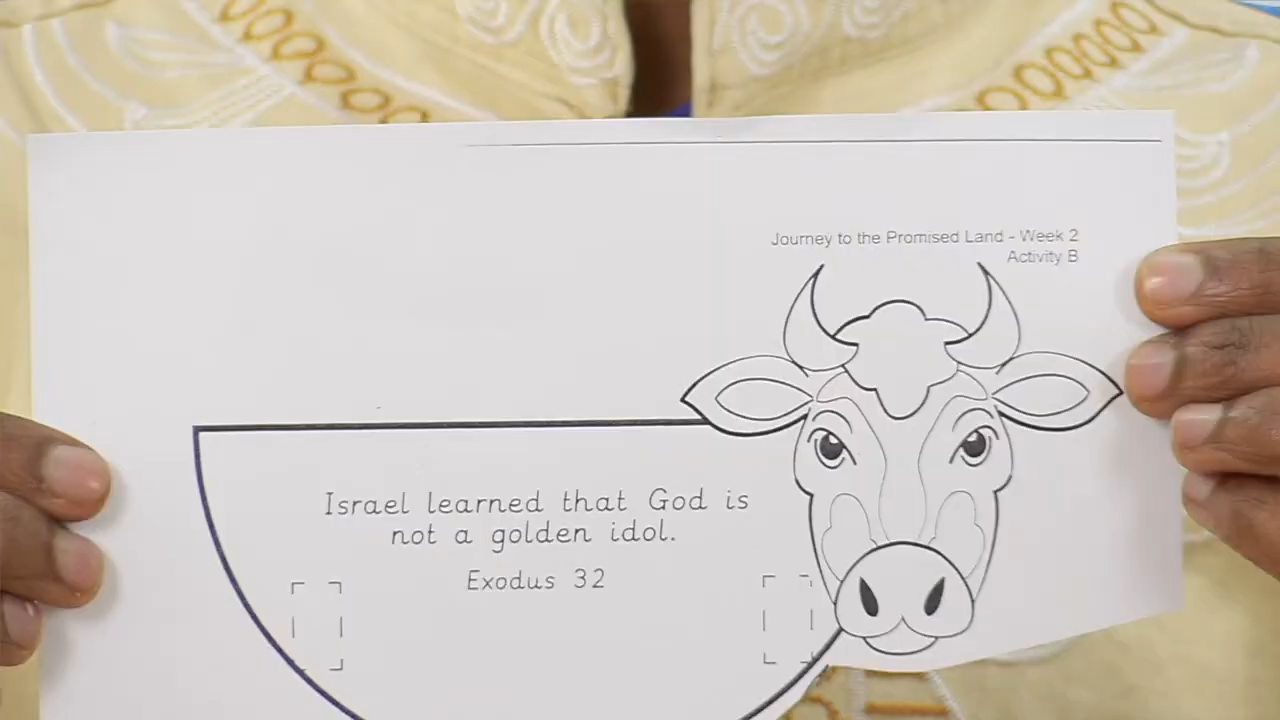 Journey to the Promised Land - Week 2
Activity B
Israel learned that God is
not a golden idol.
Exodus 32